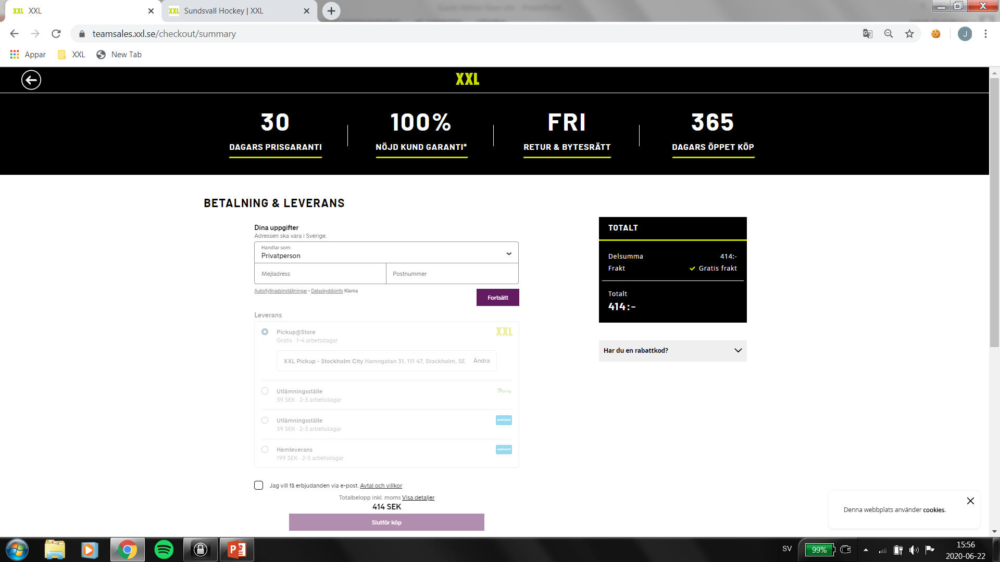 XXL
Sundsvall Hockey | XXL
teamsales.xxl.se/checkout/summary
J
Appar
XXL
New Tab
XXL
30
DAGARS PRISGARANTI
100%
NÖJD KUND GARANTI*
FRI
RETUR & BYTESRÄTT
365
DAGARS ÖPPET KÖP
BETALNING & LEVERANS
Dina uppgifter
Adressen ska vara i Sverige.
Handlar som:
Privatperson
Mejladress
Postnummer
Autoifyllnadsinställningar • Dataskyddsinfo Klarna
Fortsätt
Leverans
Pickup@Store
XXL
Gratis · 1-4 arbetsdagar
XXL Pickup - Stockholm City Hamngatan 31, 111 47, Stockholm, SE
Ändra
Utlämningsställe
bring
39 SEK · 2-3 arbetsdagar
Utlämningsställe
postnord
39 SEK · 2-3 arbetsdagar
Hemleverans
postnord
199 SEK · 2-3 arbetsdagar
Jag vill få erbjudanden via e-post. Avtal och villkor
Totalbelopp inkl. moms Visa detaljer
414 SEK
Slutför köp
TOTALT
Delsumma 414:-
Frakt Gratis frakt
Totalt
414:-
Har du en rabattkod?
Denna webbplats använder cookies.
SV
99%
15:56
2020-06-22